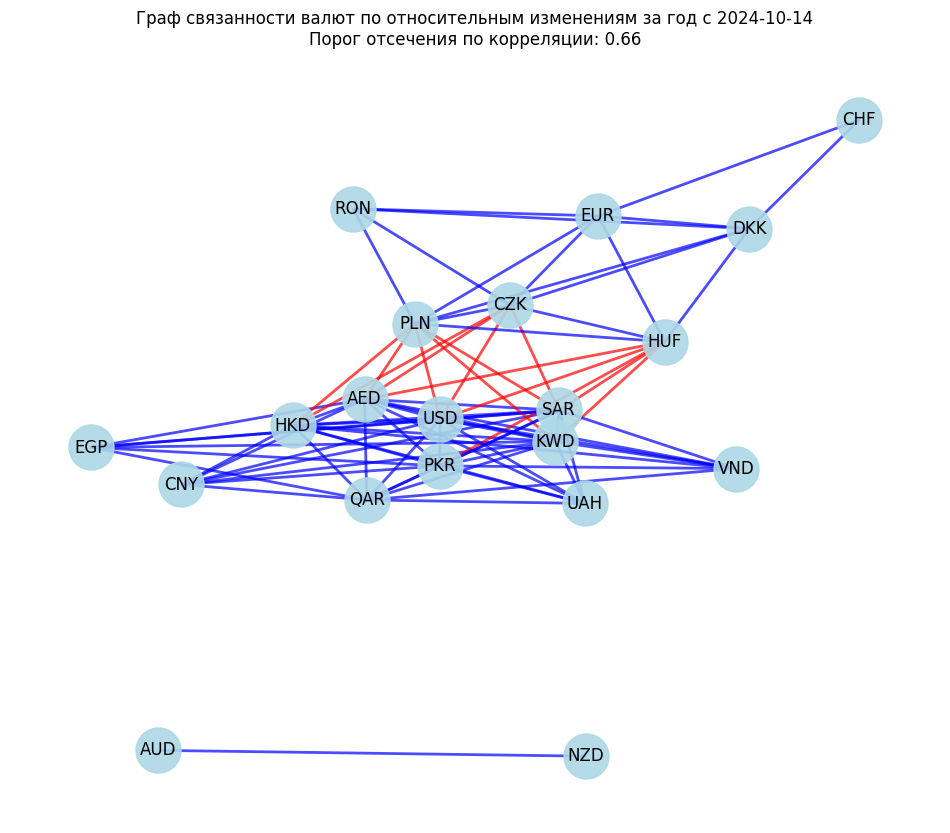 Граф связанности валют по относительным изменениям за год с 2024-10-14
Порог отсечения по корреляции: 0.66
CHF
RON
EUR
DKK
CZK
PLN
HUF
AED
SAR
USD
HKD
KWD
EGP
PKR
VND
CNY
QAR
UAH
AUD
NZD